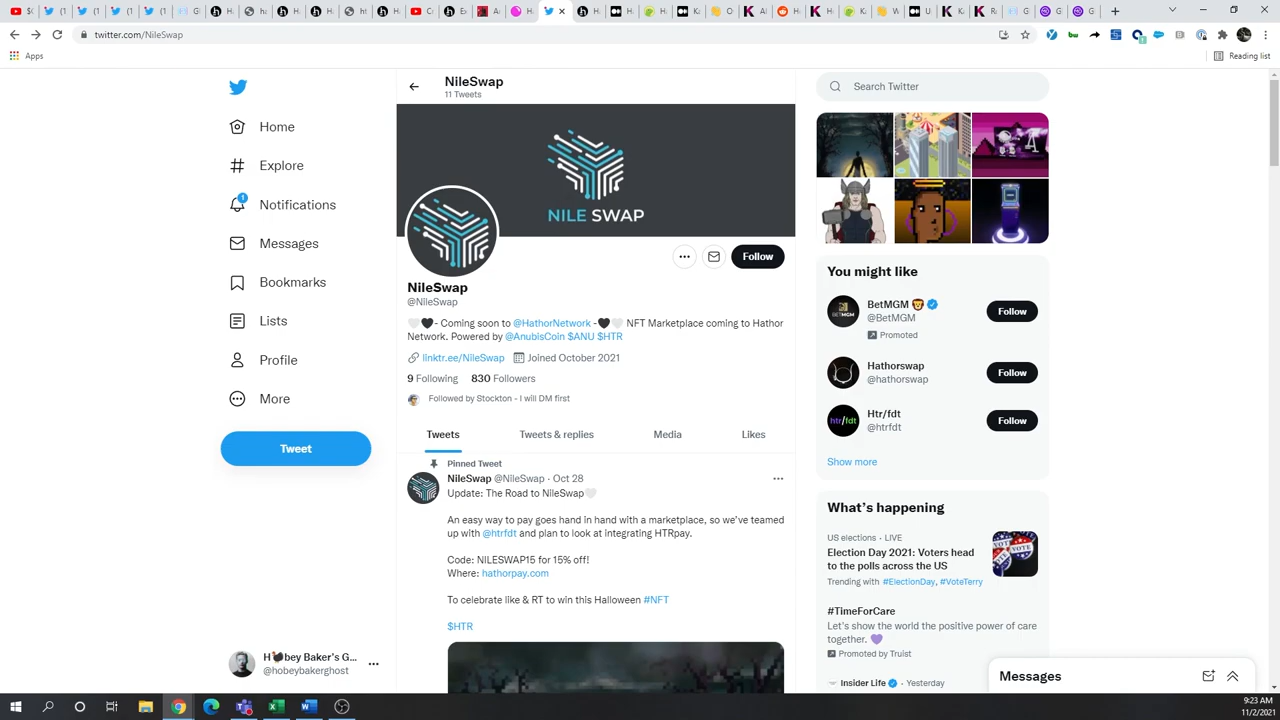 twitter.com/NileSwap
Apps
Reading list
NileSwap
11 Tweets
Search Twitter
Home
Explore
1
Notifications
Messages
Bookmarks
Lists
Profile
More
Tweet
NILE SWAP
Follow
NileSwap
@NileSwap
🤍🖤- Coming soon to @HathorNetwork -🖤🤍 NFT Marketplace coming to Hathor
Network. Powered by @AnubisCoin $ANU $HTR
linktr.ee/NileSwap Joined October 2021
9 Following 830 Followers
Followed by Stockton - I will DM first
Tweets Tweets & replies Media Likes
Pinned Tweet
NileSwap @NileSwap · Oct 28
Update: The Road to NileSwap🤍
An easy way to pay goes hand in hand with a marketplace, so we've teamed
up with @htrfdt and plan to look at integrating HTRpay.
Code: NILESWAP15 for 15% off!
Where: hathorpay.com
To celebrate like & RT to win this Halloween #NFT
$HTR
You might like
BETMGM
BetMGM 🦁
@BetMGM
Promoted
Follow
Hathorswap
@hathorswap
Follow
htr/fdt
Htr/fdt
@htrfdt
Follow
Show more
What's happening
US elections · LIVE
Election Day 2021: Voters head
to the polls across the US
Trending with #ElectionDay, #VoteTerry
VOTE
#TimeForCare
Let's show the world the positive power of care
together. 💜
Promoted by Truist
Insider Life · Yesterday
Messages
H💣bey Baker's G...
@hobeybakerghost
9:23 AM
11/2/2021